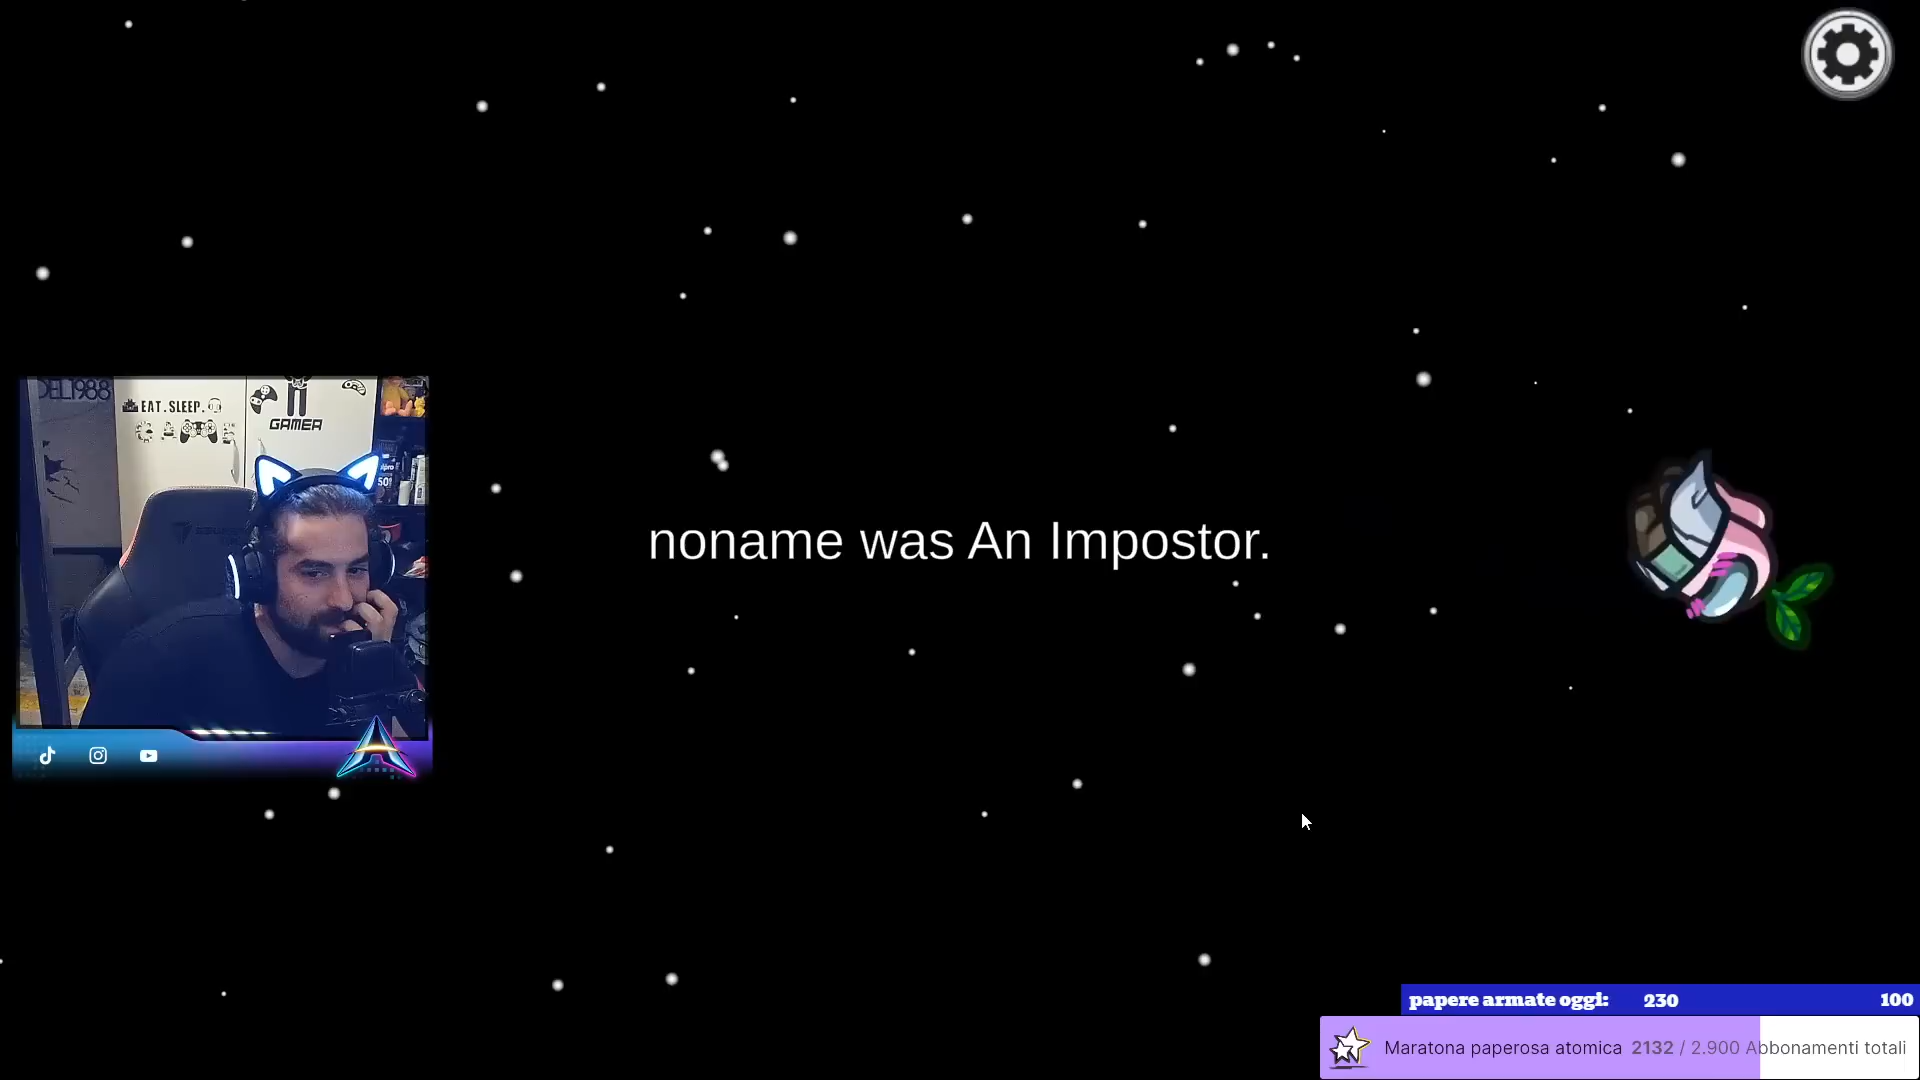 DEL1988
EAT.SLEEP.
GAMER
noname was An Impostor.
papere armate oggi: 230 100
Maratona paperosa atomica 2132 / 2.900 Abbonamenti totali